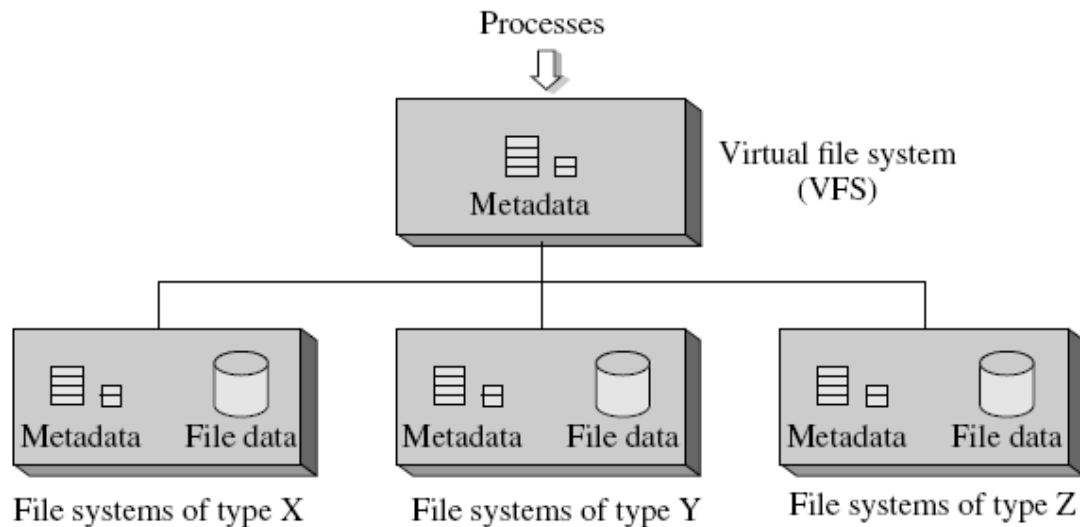 Processes
Virtual file system
(VFS)
Metadata
Metadata File data
Metadata File data
Metadata File data
File systems of type X
File systems of type Y
File systems of type Z